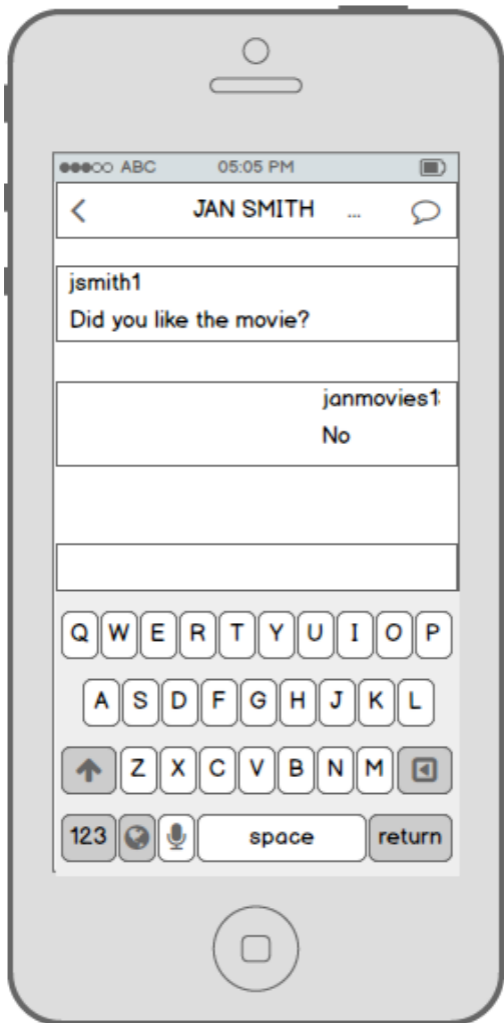 ABC 05:05 PM
JAN SMITH ...
jsmith1
Did you like the movie?
janmovies1
No
Q W E R T Y U I O P
A S D F G H J K L
Z X C V B N M
123 space return